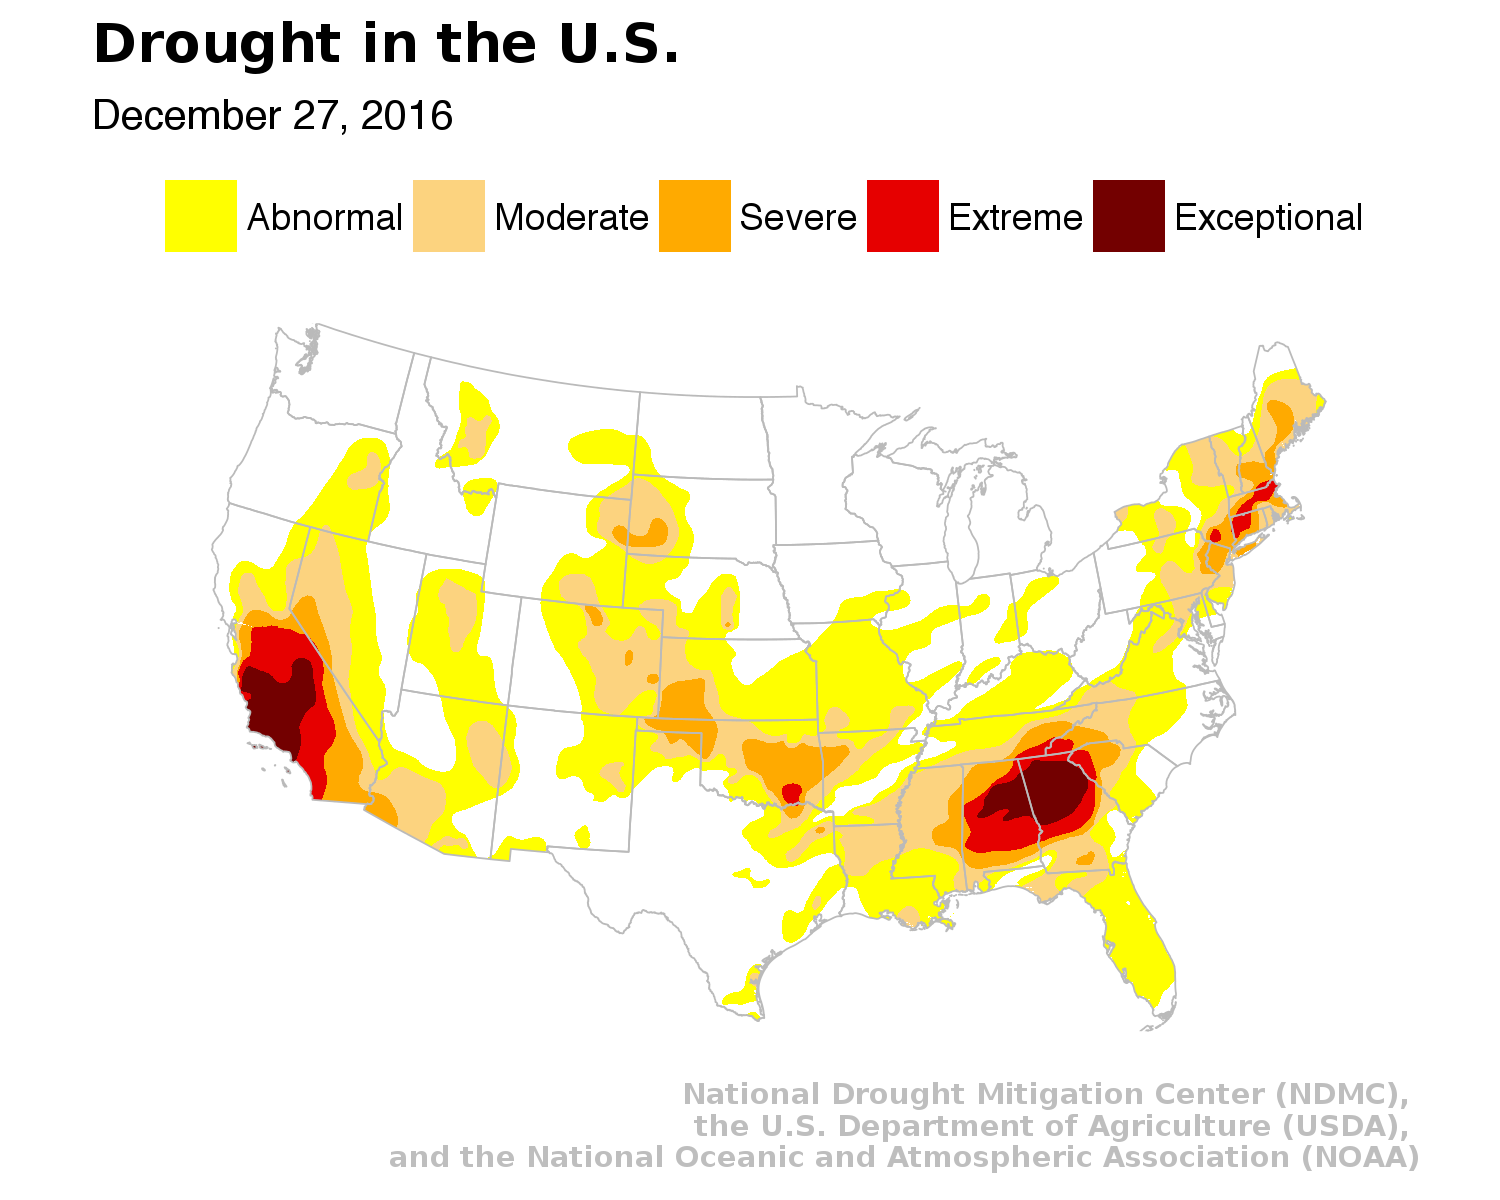 Drought in the U.S.
December 27, 2016
Abnormal Moderate Severe Extreme Exceptional
National Drought Mitigation Center (NDMC),
the U.S. Department of Agriculture (USDA),
and the National Oceanic and Atmospheric Association (NOAA)